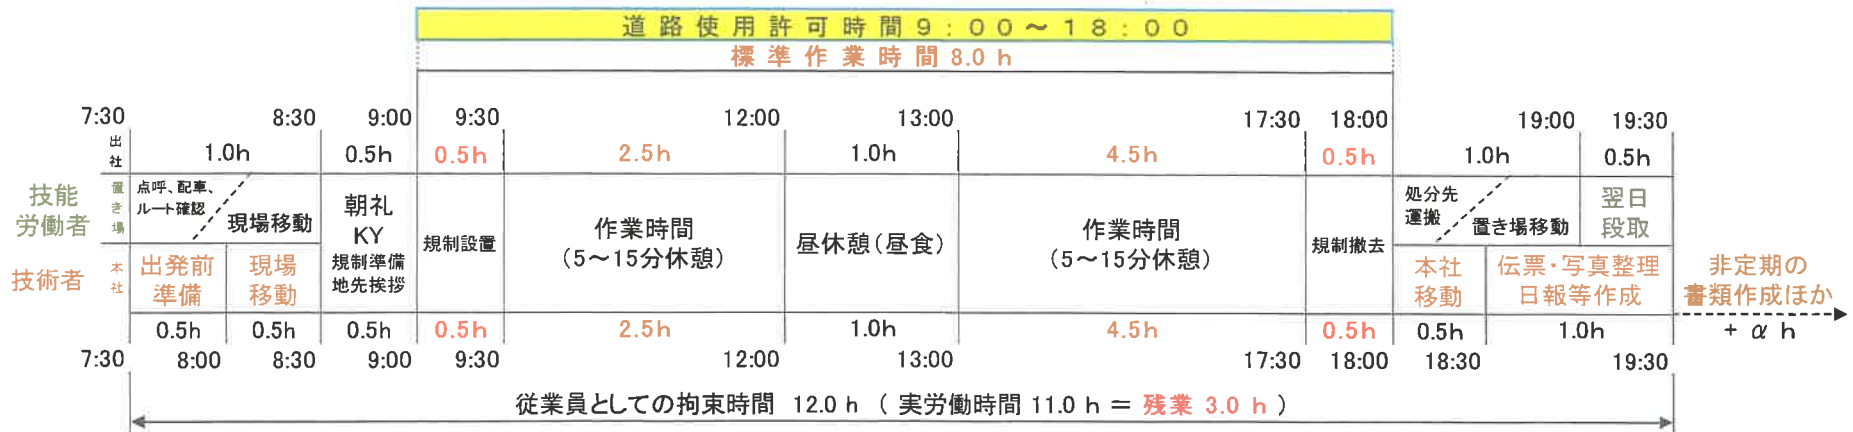 道路使用許可時間９：００～１８：００
標準作業時間 8.0 h
7:30 8:30 9:00 9:30 12:00 13:00 17:30 18:00 19:00 19:30
出社 1.0h 0.5h 0.5h 2.5h 1.0h 4.5h 0.5h 1.0h 0.5h
技能
労働者
置き場
点呼、配車、
ルート確認
現場移動
朝礼
KY
規制準備
地先挨拶
規制設置
作業時間
(5～15分休憩)
昼休憩(昼食)
作業時間
(5～15分休憩)
規制撤去
処分先
運搬
置き場移動
翌日
段取
技術者
本社
出発前
準備
現場
移動
本社
移動
伝票・写真整理
日報等作成
非定期の
書類作成ほか
+ α h
0.5h 0.5h 0.5h 0.5h 2.5h 1.0h 4.5h 0.5h 0.5h 1.0h
7:30 8:00 8:30 9:00 9:30 12:00 13:00 17:30 18:00 18:30 19:30
従業員としての拘束時間 12.0 h ( 実労働時間 11.0 h = 残業 3.0 h )